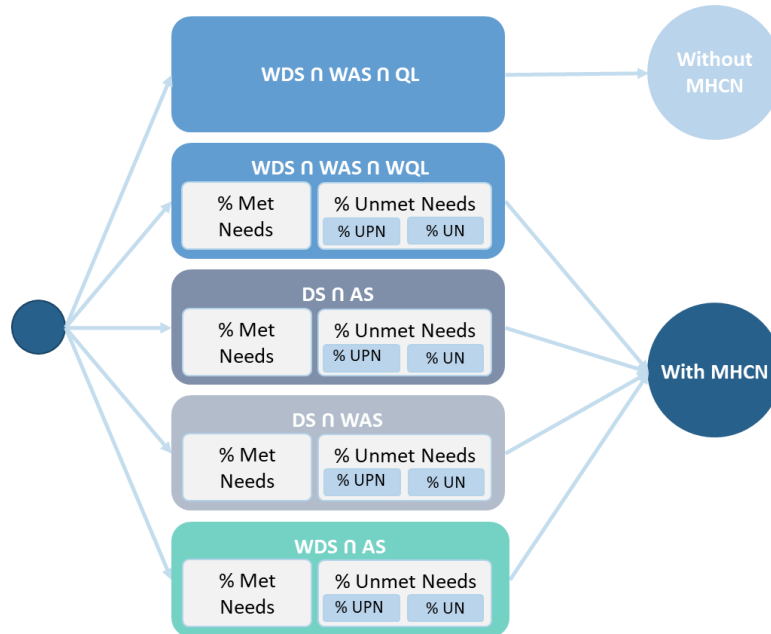 WDS ∩ WAS ∩ QL
Without
MHCN
WDS ∩ WAS ∩ WQL
% Met
Needs
% Unmet Needs
% UPN
% UN
DS ∩ AS
% Met
Needs
% Unmet Needs
% UPN
% UN
With MHCN
DS ∩ WAS
% Met
Needs
% Unmet Needs
% UPN
% UN
WDS ∩ AS
% Met
Needs
% Unmet Needs
% UPN
% UN